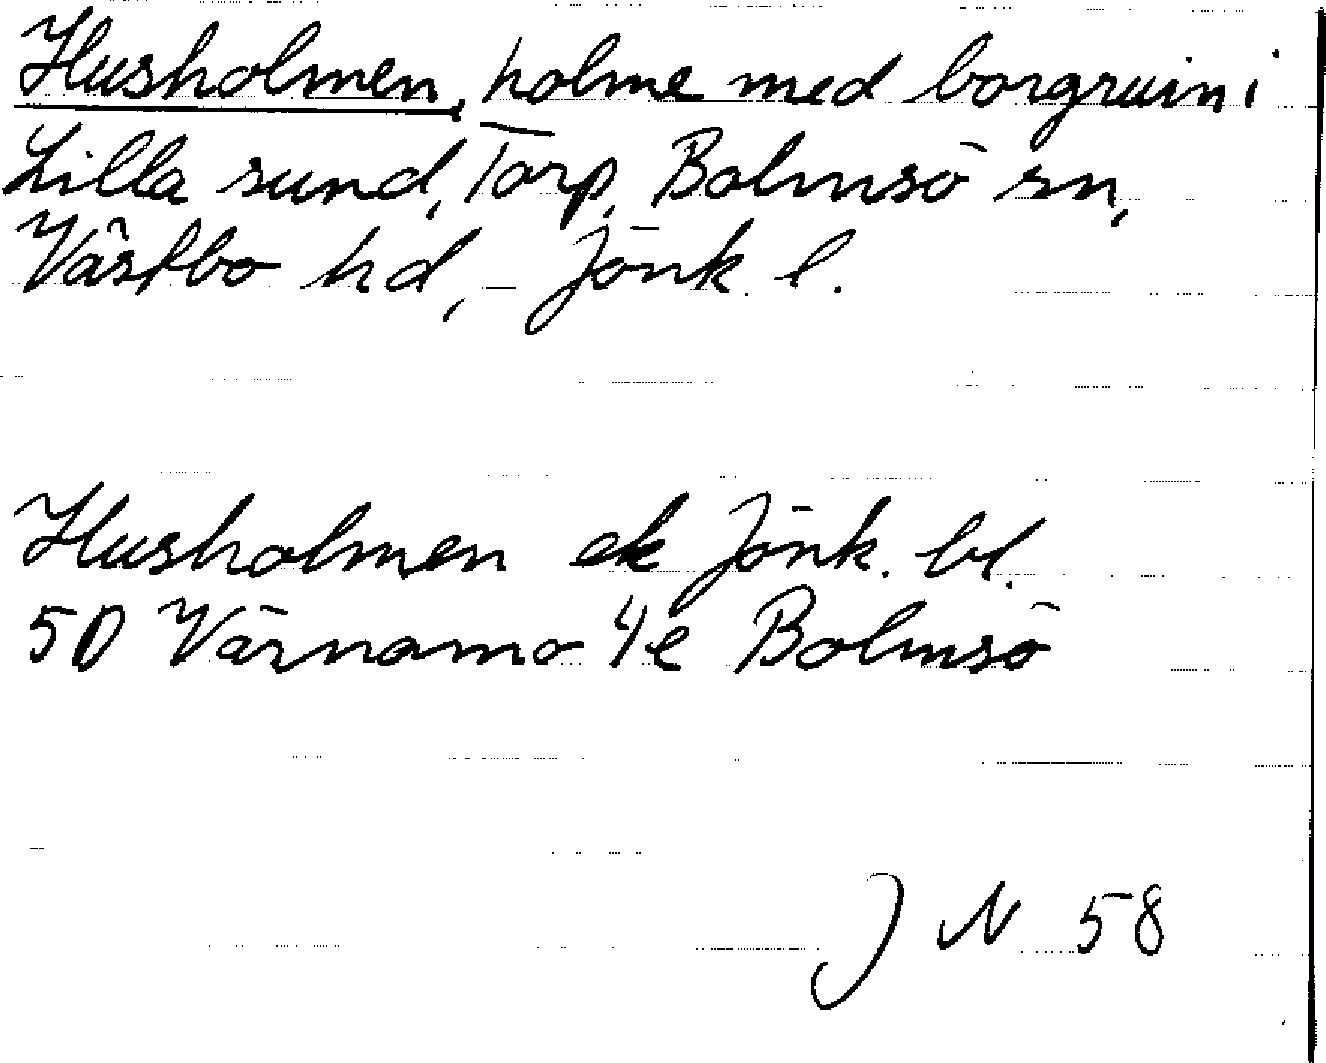 Husholmen, holme med borgruin i
Lilla sund, Torp, Bolmsö sn,
Västbo hd, Jönk. l.
Husholmen ek Jönk. bl.
5D Värnamo 4e Bolmsö
J N 58